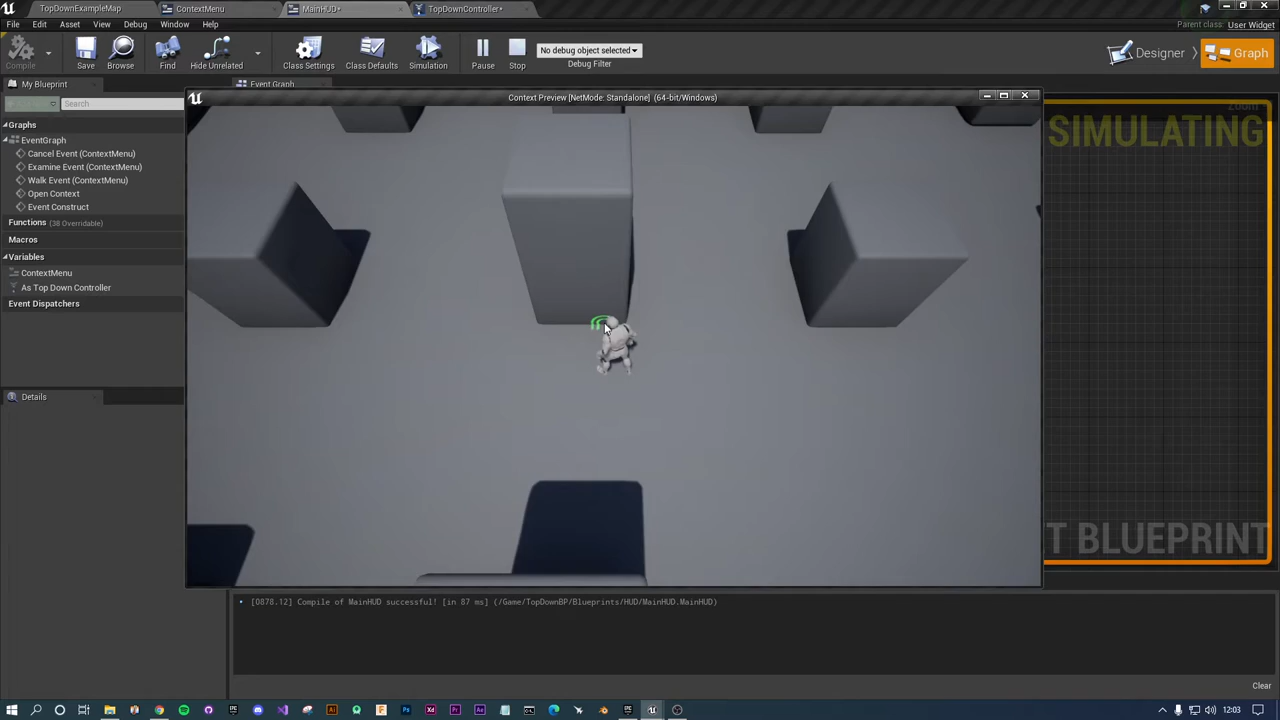 TopDownExampleMap
ContextMenu
MainHUD*
TopDownController*
File Edit Asset View Debug Window Help
Parent class: User Widget
Compile
Save
Browse
Find
Hide Unrelated
Class Settings
Class Defaults
Simulation
Pause
Stop
No debug object selected
Debug Filter
Designer
Graph
My Blueprint
Event Graph
Search
Context Preview [NetMode: Standalone] (64-bit/Windows)
Zoom
SIMULATING
Graphs
EventGraph
Cancel Event (ContextMenu)
Examine Event (ContextMenu)
Walk Event (ContextMenu)
Open Context
Event Construct
Functions (38 Overridable)
Macros
Variables
ContextMenu
As Top Down Controller
Event Dispatchers
Details
T BLUEPRINT
[0878.12] Compile of MainHUD successful! [in 87 ms] (/Game/TopDownBP/Blueprints/HUD/MainHUD.MainHUD)
Clear
12:03